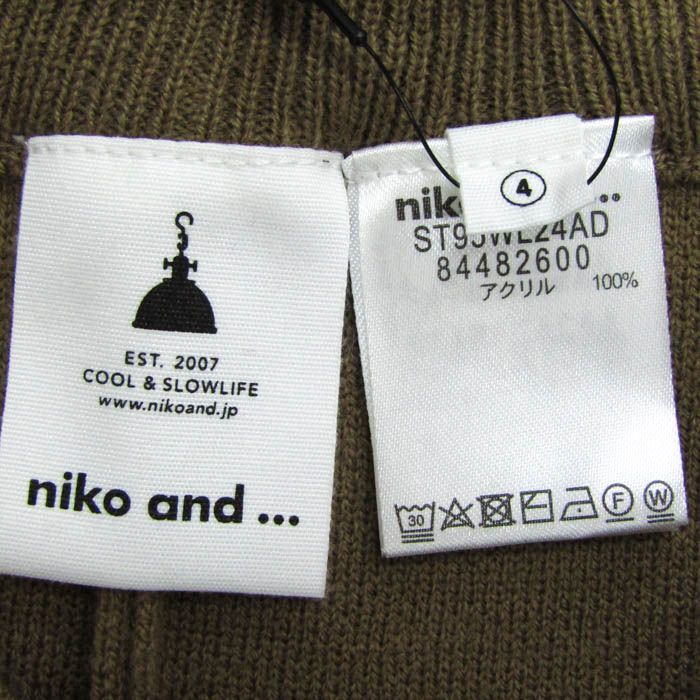 EST. 2007
COOL & SLOWLIFE
www.nikoand.jp
niko and ...
4
84482600
アクリル 100%
30
F
W